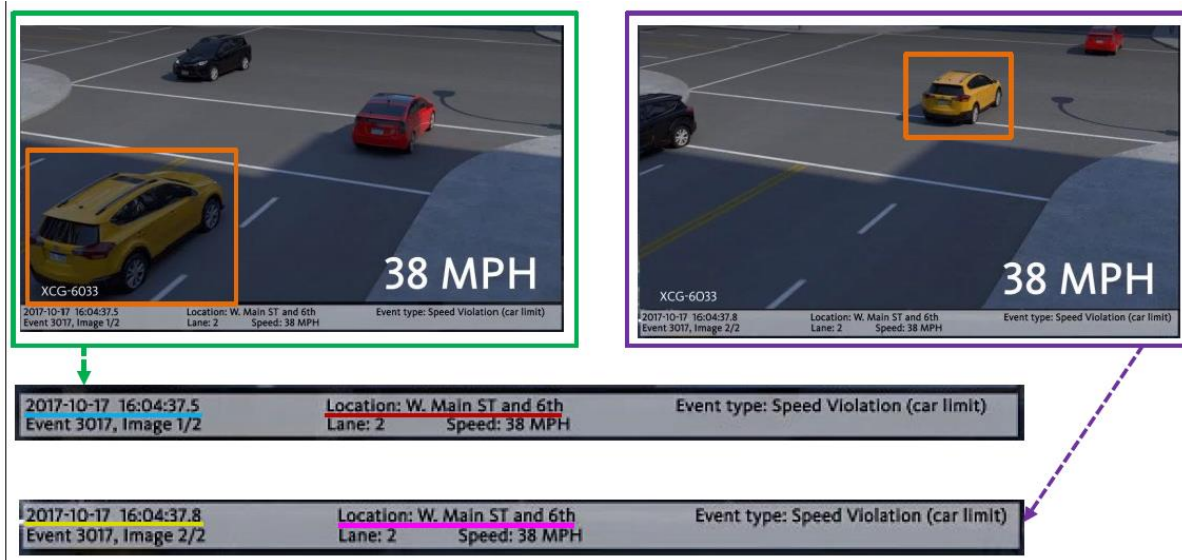 38 MPH
XCG-6033
2017-10-17 16:04:37.5 Location: W. Main ST and 6th Event type: Speed Violation (car limit)
Event 3017, Image 1/2 Lane: 2 Speed: 38 MPH
38 MPH
XCG-6033
2017-10-17 16:04:37.8 Location: W. Main ST and 6th Event type: Speed Violation (car limit)
Event 3017, Image 2/2 Lane: 2 Speed: 38 MPH
2017-10-17 16:04:37.5 Location: W. Main ST and 6th Event type: Speed Violation (car limit)
Event 3017, Image 1/2 Lane: 2 Speed: 38 MPH
2017-10-17 16:04:37.8 Location: W. Main ST and 6th Event type: Speed Violation (car limit)
Event 3017, Image 2/2 Lane: 2 Speed: 38 MPH